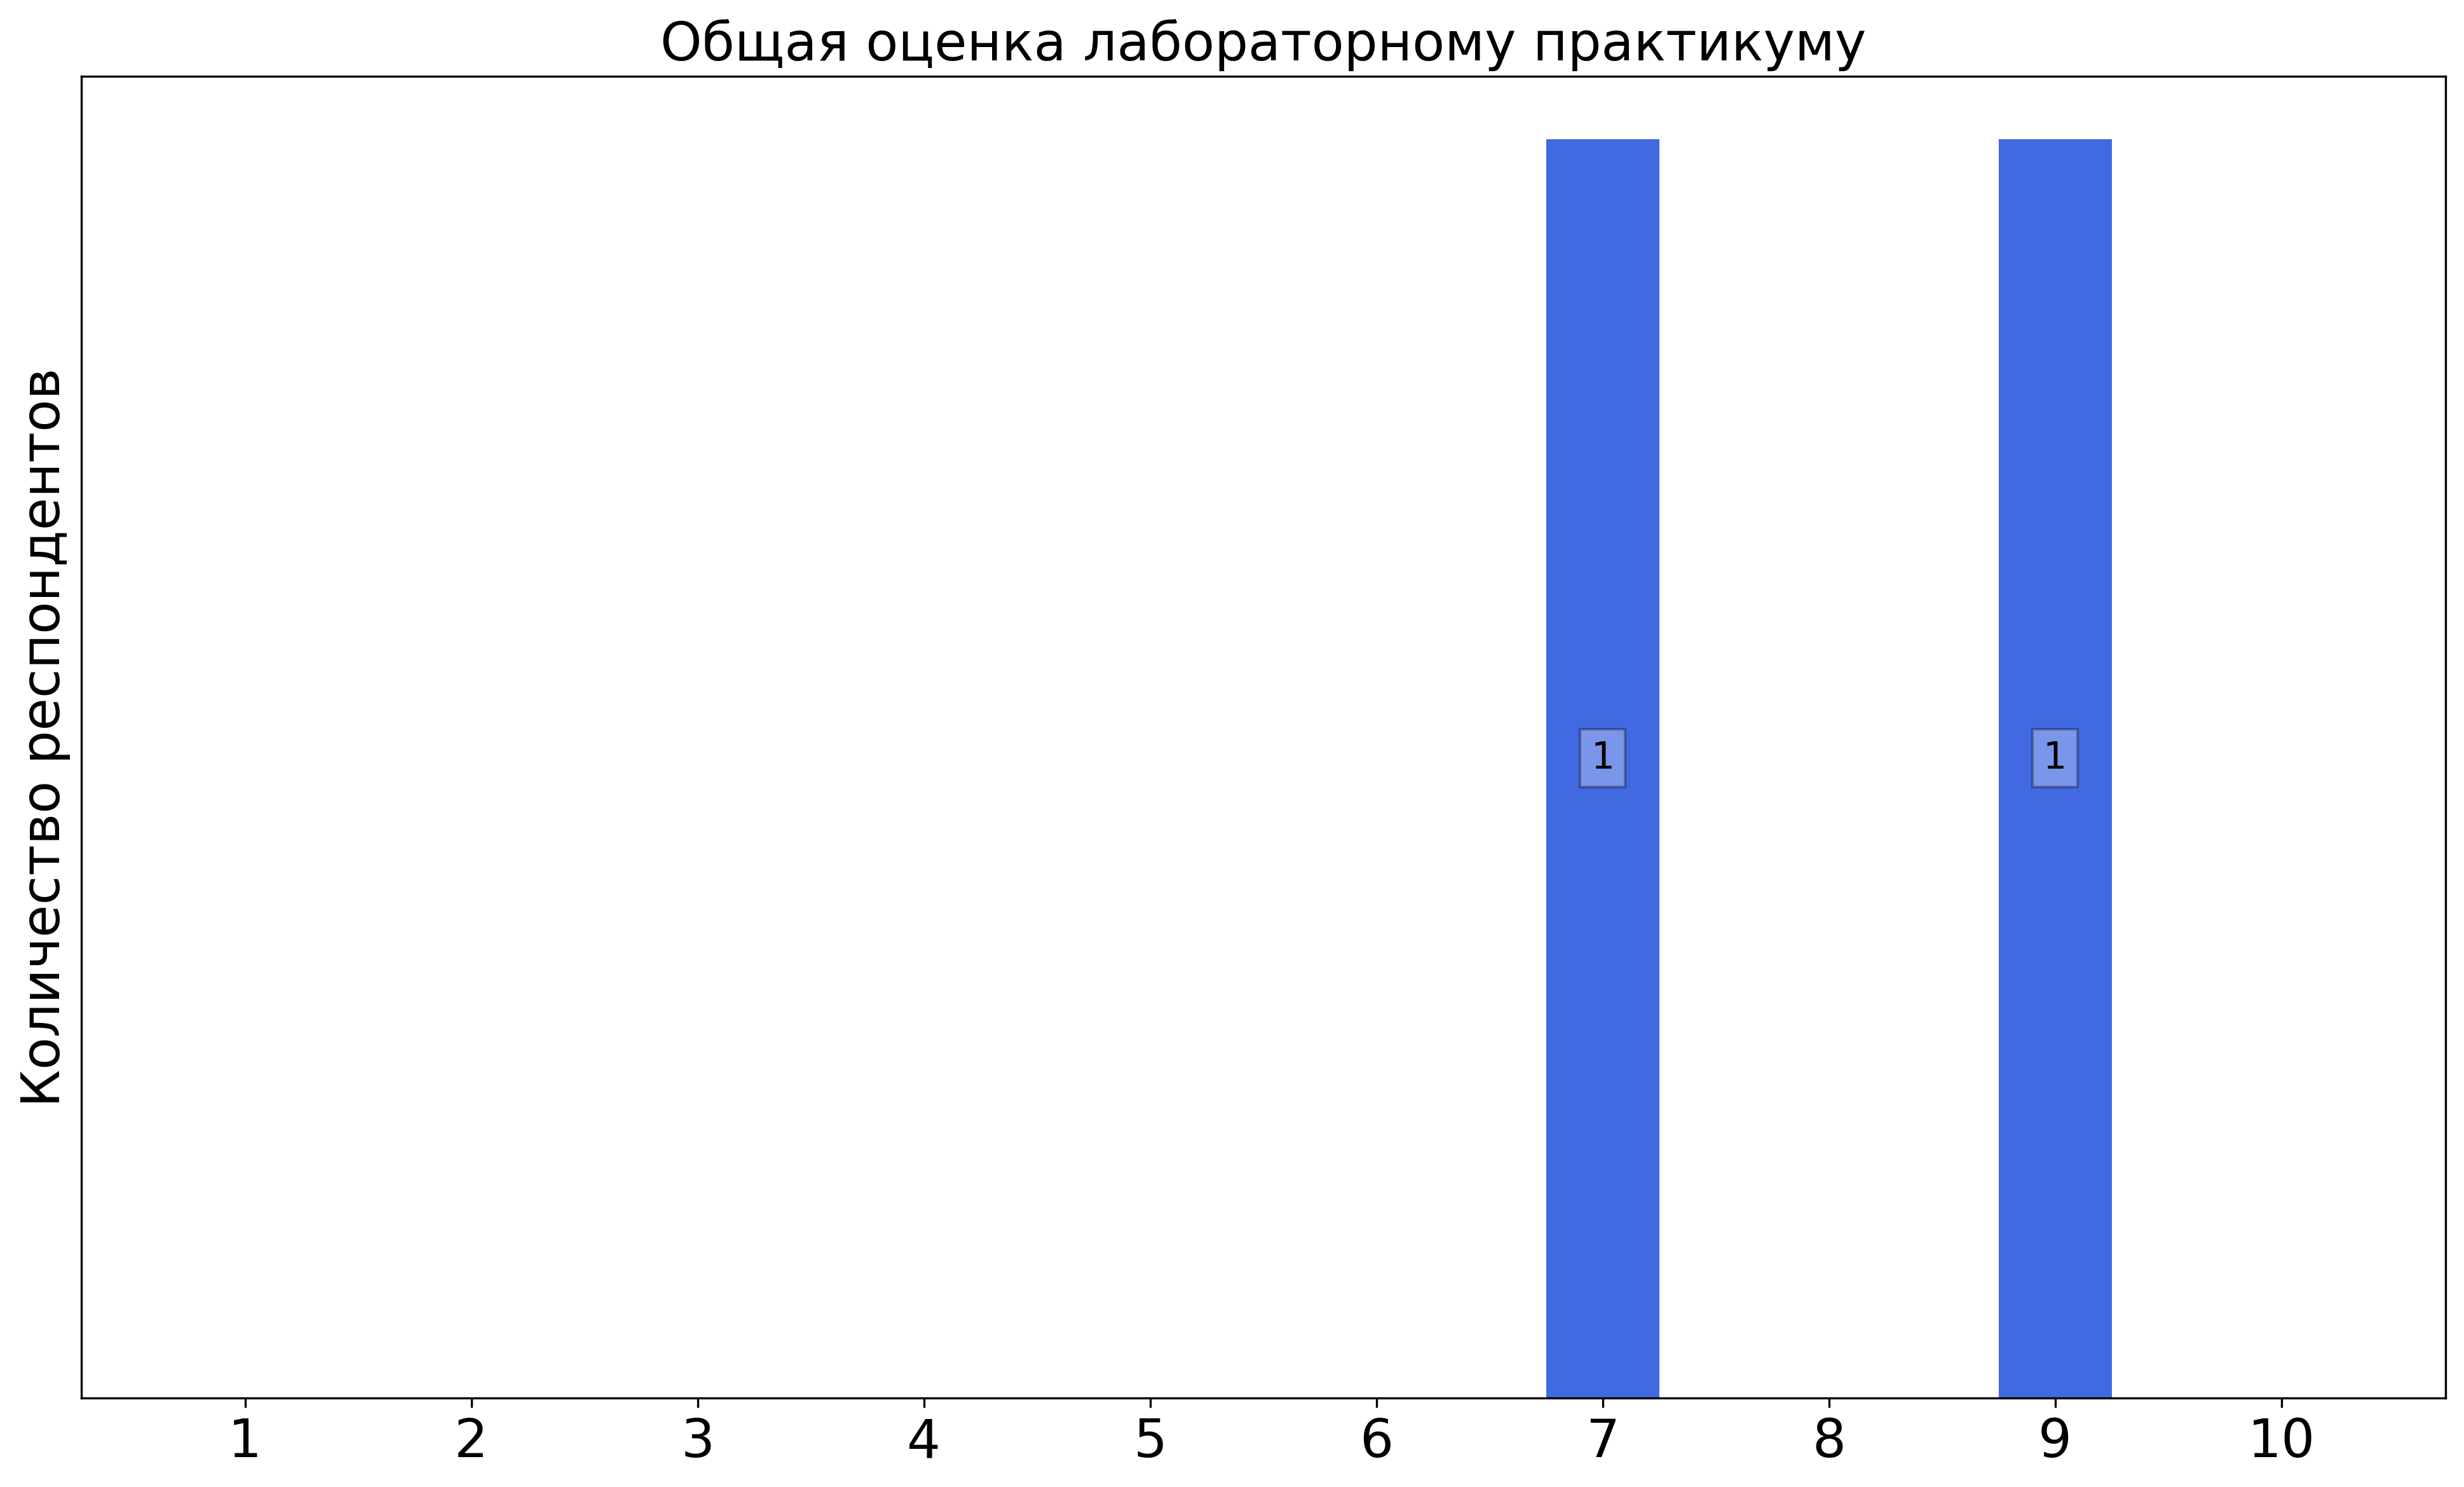 Общая оценка лабораторному практикуму
Количество респондентов
1 1
1 2 3 4 5 6 7 8 9 10